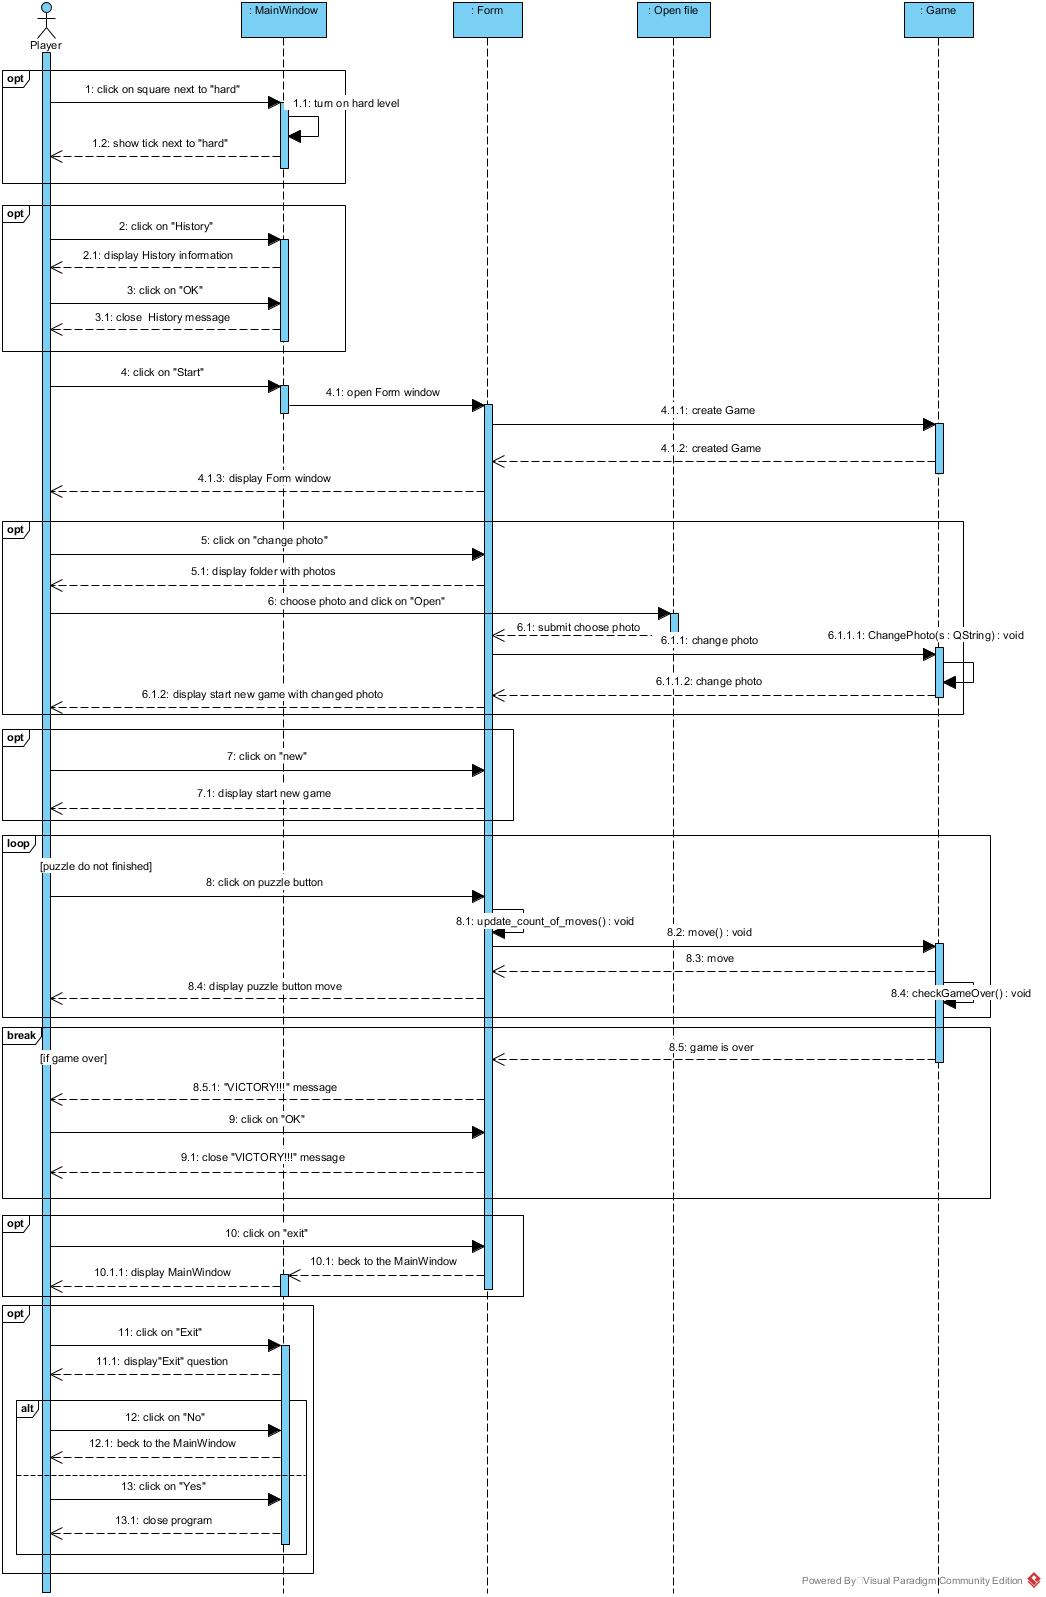 : MainWindow
: Form
: Open file
: Game
Player
opt
1: click on square next to "hard"
1.1: turn on hard level
1.2: show tick next to "hard"
opt
2: click on "History"
2.1: display History information
3: click on "OK"
3.1: close  History message
4: click on "Start"
4.1: open Form window
4.1.1: create Game
4.1.2: created Game
4.1.3: display Form window
opt
5: click on "change photo"
5.1: display folder with photos
6: choose photo and click on "Open"
6.1: submit choose photo
6.1.1: change photo
6.1.1.1: ChangePhoto(s : QString) : void
6.1.1.2: change photo
6.1.2: display start new game with changed photo
opt
7: click on "new"
7.1: display start new game
loop
[puzzle do not finished]
8: click on puzzle button
8.1: update_count_of_moves() : void
8.2: move() : void
8.3: move
8.4: display puzzle button move
8.4: checkGameOver() : void
break
[if game over]
8.5: game is over
8.5.1: "VICTORY!!!" message
9: click on "OK"
9.1: close "VICTORY!!!" message
opt
10: click on "exit"
10.1: beck to the MainWindow
10.1.1: display MainWindow
opt
11: click on "Exit"
11.1: display"Exit" question
alt
12: click on "No"
12.1: beck to the MainWindow
13: click on "Yes"
13.1: close program
Powered By Visual Paradigm Community Edition